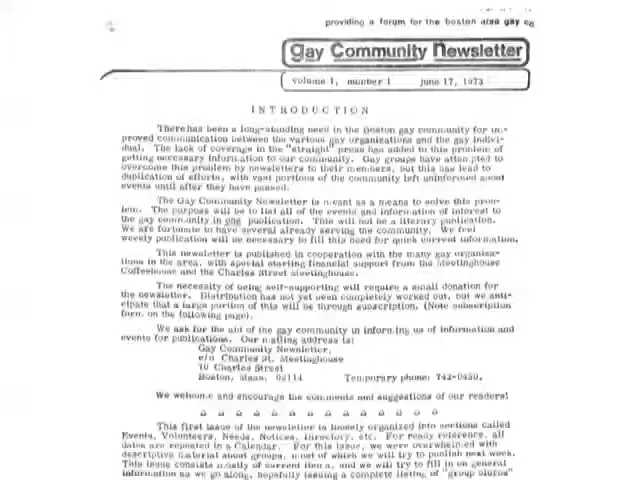 providing a forum for the boston area gay co
Gay Community Newsletter
volume 1, number 1 june 17, 1973
INTRODUCTION
There has been a long-standing need in the Boston gay community for im-
proved communication between the various gay organizations and the gay indivi-
dual. The lack of coverage in the "straight" press has added to this problem of
getting necessary information to our community. Gay groups have attempted to
overcome this problem by newsletters to their members, but this has lead to
duplication of efforts, with vast portions of the community left uninformed about
events until after they have passed.
The Gay Community Newsletter is meant as a means to solve this prob-
lem. The purpose will be to list all of the events and information of interest to
the gay community in one publication. This will not be a literary publication.
We are fortunate to have several already serving the community. We feel
weekly publication will be necessary to fill this need for quick current information.
This newsletter is published in cooperation with the many gay organiza-
tions in the area, with special starting financial support from the Meetinghouse
Coffeehouse and the Charles Street Meetinghouse.
The necessity of being self-supporting will require a small donation for
the newsletter. Distribution has not yet been completely worked out, but we anti-
cipate that a large portion of this will be through subscription. (Note subscription
form on the following page).
We ask for the aid of the gay community in informing us of information and
events for publications. Our mailing address is:
Gay Community Newsletter,
c/o Charles St. Meetinghouse
70 Charles Street
Boston, Mass. 02114 Temporary phone: 742-0450.
We welcome and encourage the comments and suggestions of our readers!
This first issue of the newsletter is loosely organized into sections called
Events, Volunteers, Needs, Notices, Directory, etc. For ready reference, all
dates are repeated in a Calendar. For this issue, we were overwhelmed with
descriptive material about groups, most of which we will try to publish next week.
This issue consists mostly of current items, and we will try to fill in on general
information as we go along, hopefully issuing a complete listing of "group blurbs"